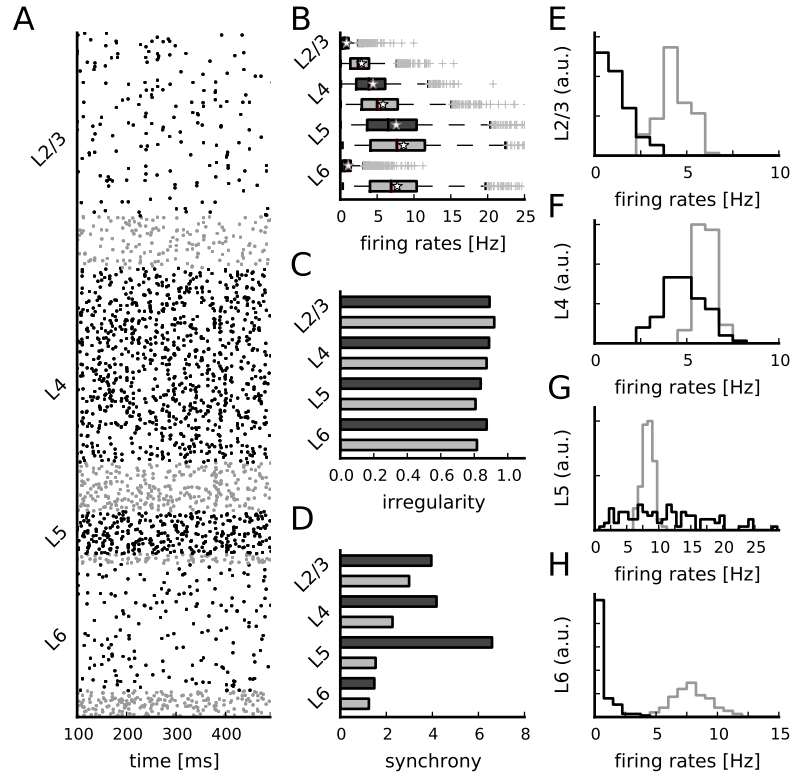 A
L2/3
L4
L5
L6
100 200 300 400
time [ms]
B
L2/3
L4
L5
L6
0 5 10 15 20 25
firing rates [Hz]
C
L2/3
L4
L5
L6
0.0 0.2 0.4 0.6 0.8 1.0
irregularity
D
L2/3
L4
L5
L6
0 2 4 6 8
synchrony
E
L2/3 (a.u.)
0 5 10
firing rates [Hz]
F
L4 (a.u.)
0 5 10
firing rates [Hz]
G
L5 (a.u.)
0 5 10 15 20 25
firing rates [Hz]
H
L6 (a.u.)
0 5 10 15
firing rates [Hz]